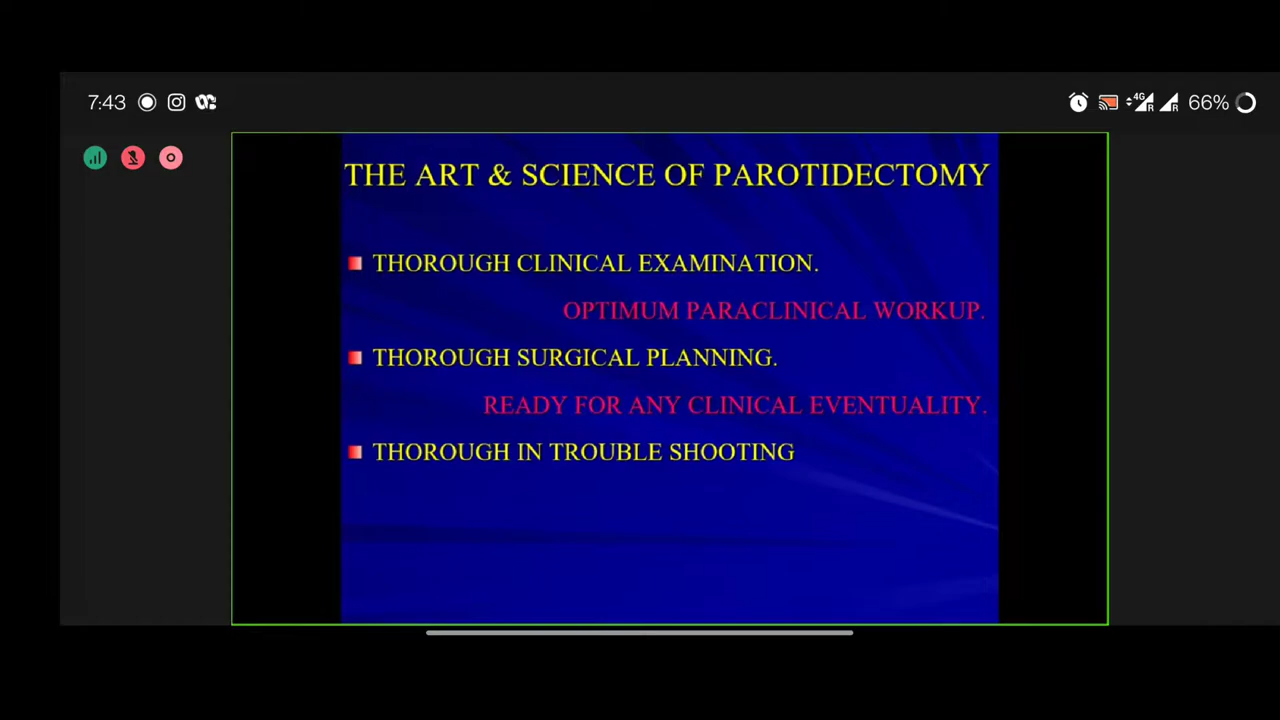 7:43
4G
R
R
66%
THE ART & SCIENCE OF PAROTIDECTOMY
THOROUGH CLINICAL EXAMINATION.
OPTIMUM PARACLINICAL WORKUP.
THOROUGH SURGICAL PLANNING.
READY FOR ANY CLINICAL EVENTUALITY.
THOROUGH IN TROUBLE SHOOTING